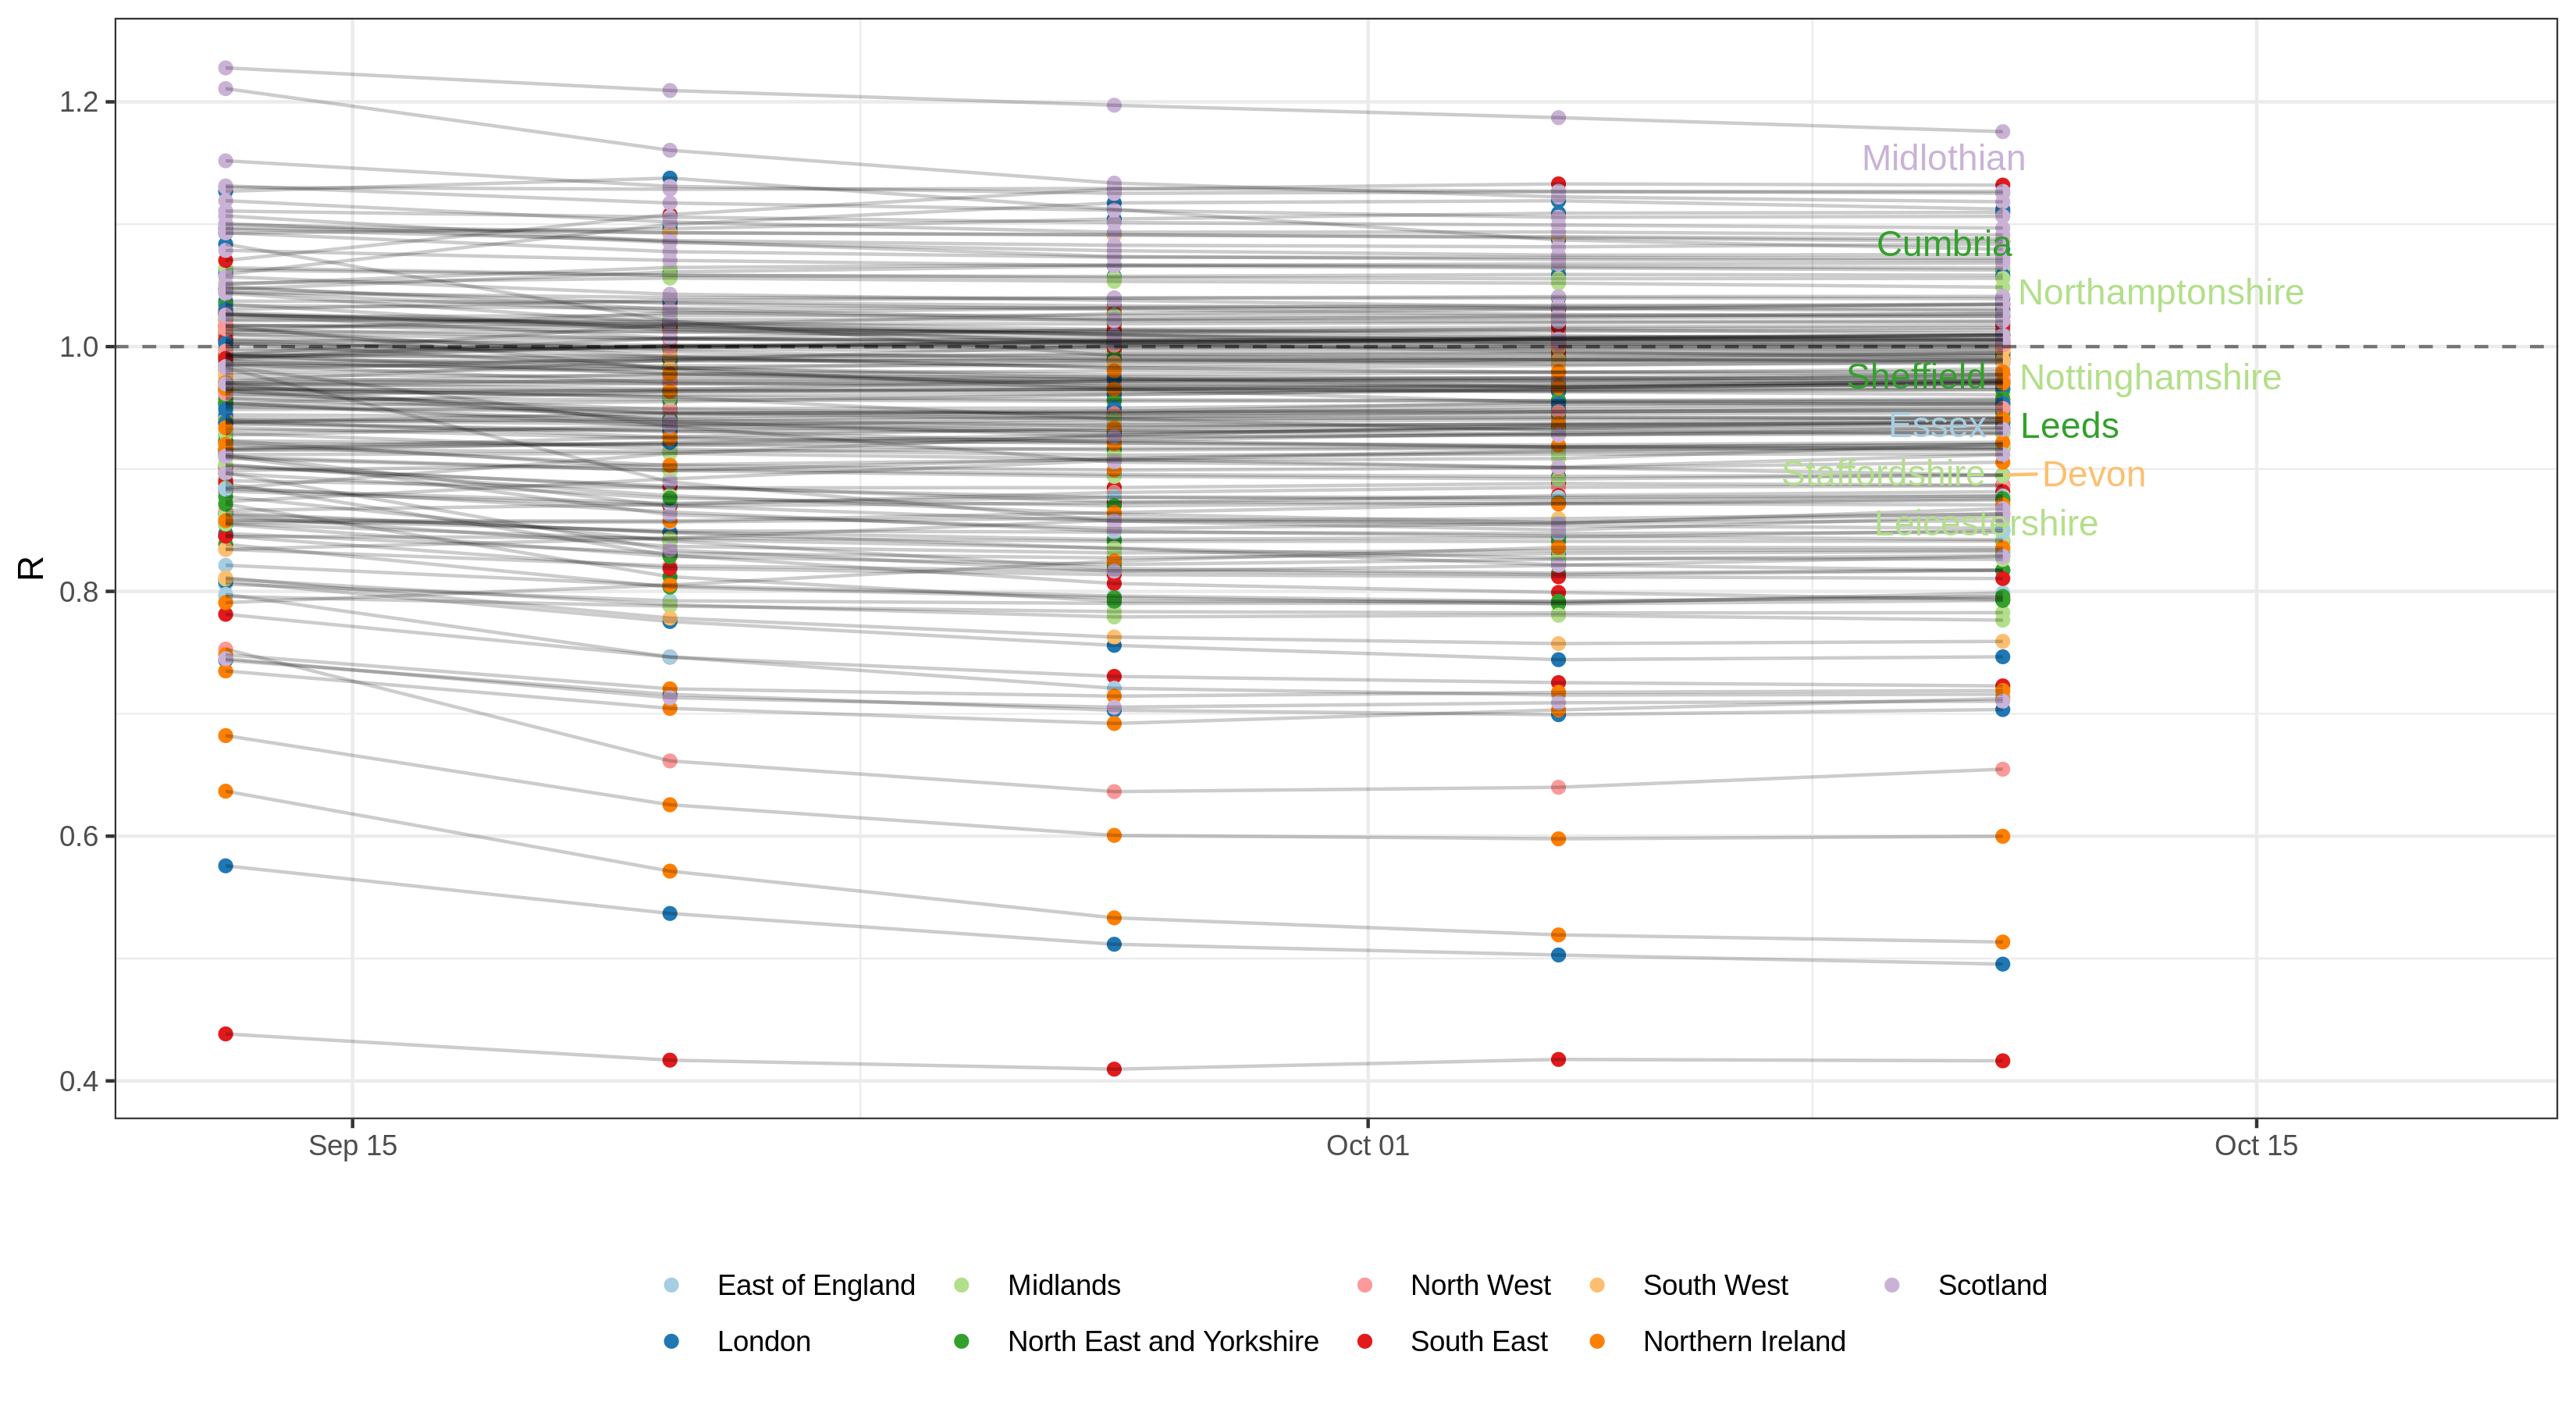 1.2
Midlothian
Cumbria
Northamptonshire
1.0
Sheffield Nottinghamshire
Essex Leeds
Staffordshire Devon
Leicestershire
R
0.8
0.6
0.4
Sep 15 Oct 01 Oct 15
East of England Midlands North West South West Scotland
London North East and Yorkshire South East Northern Ireland